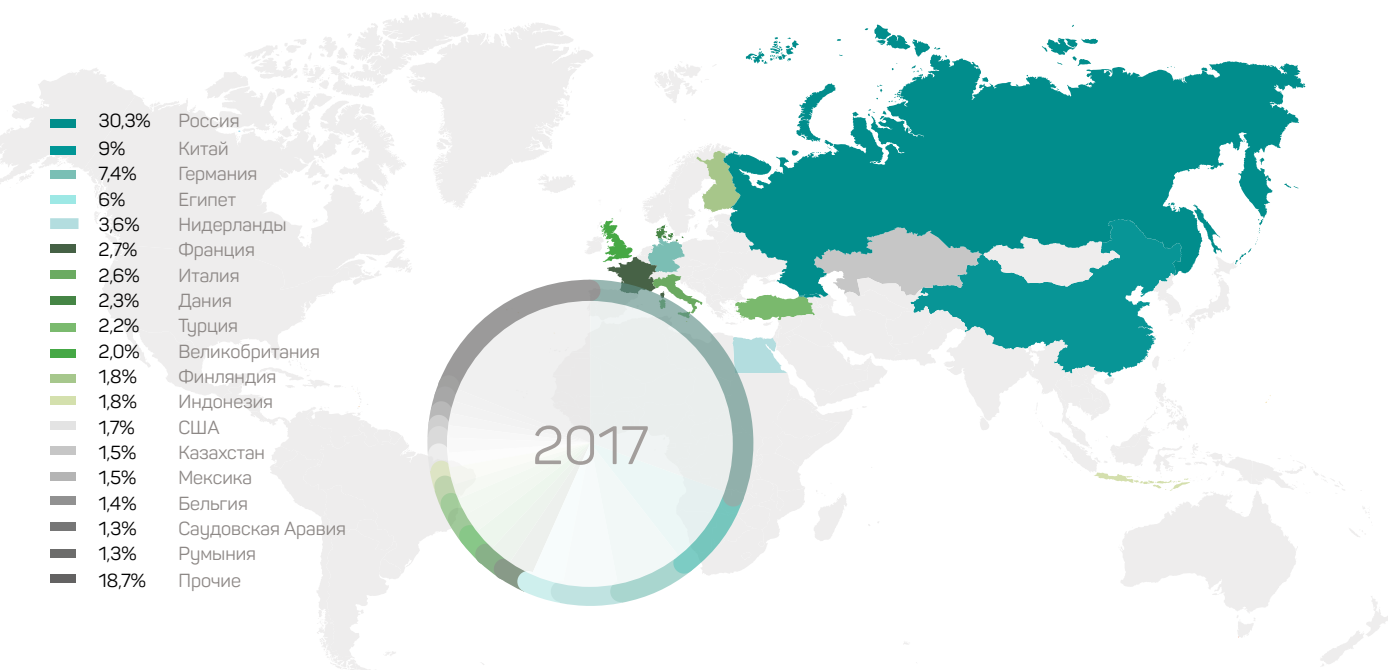 30,3% Россия
9% Китай
7,4% Германия
6% Египет
3,6% Нидерланды
2,7% Франция
2,6% Италия
2,3% Дания
2,2% Турция
2,0% Великобритания
1,8% Финляндия
1,8% Индонезия
1,7% США
1,5% Казахстан
1,5% Мексика
1,4% Бельгия
1,3% Саудовская Аравия
1,3% Румыния
18,7% Прочие
2017